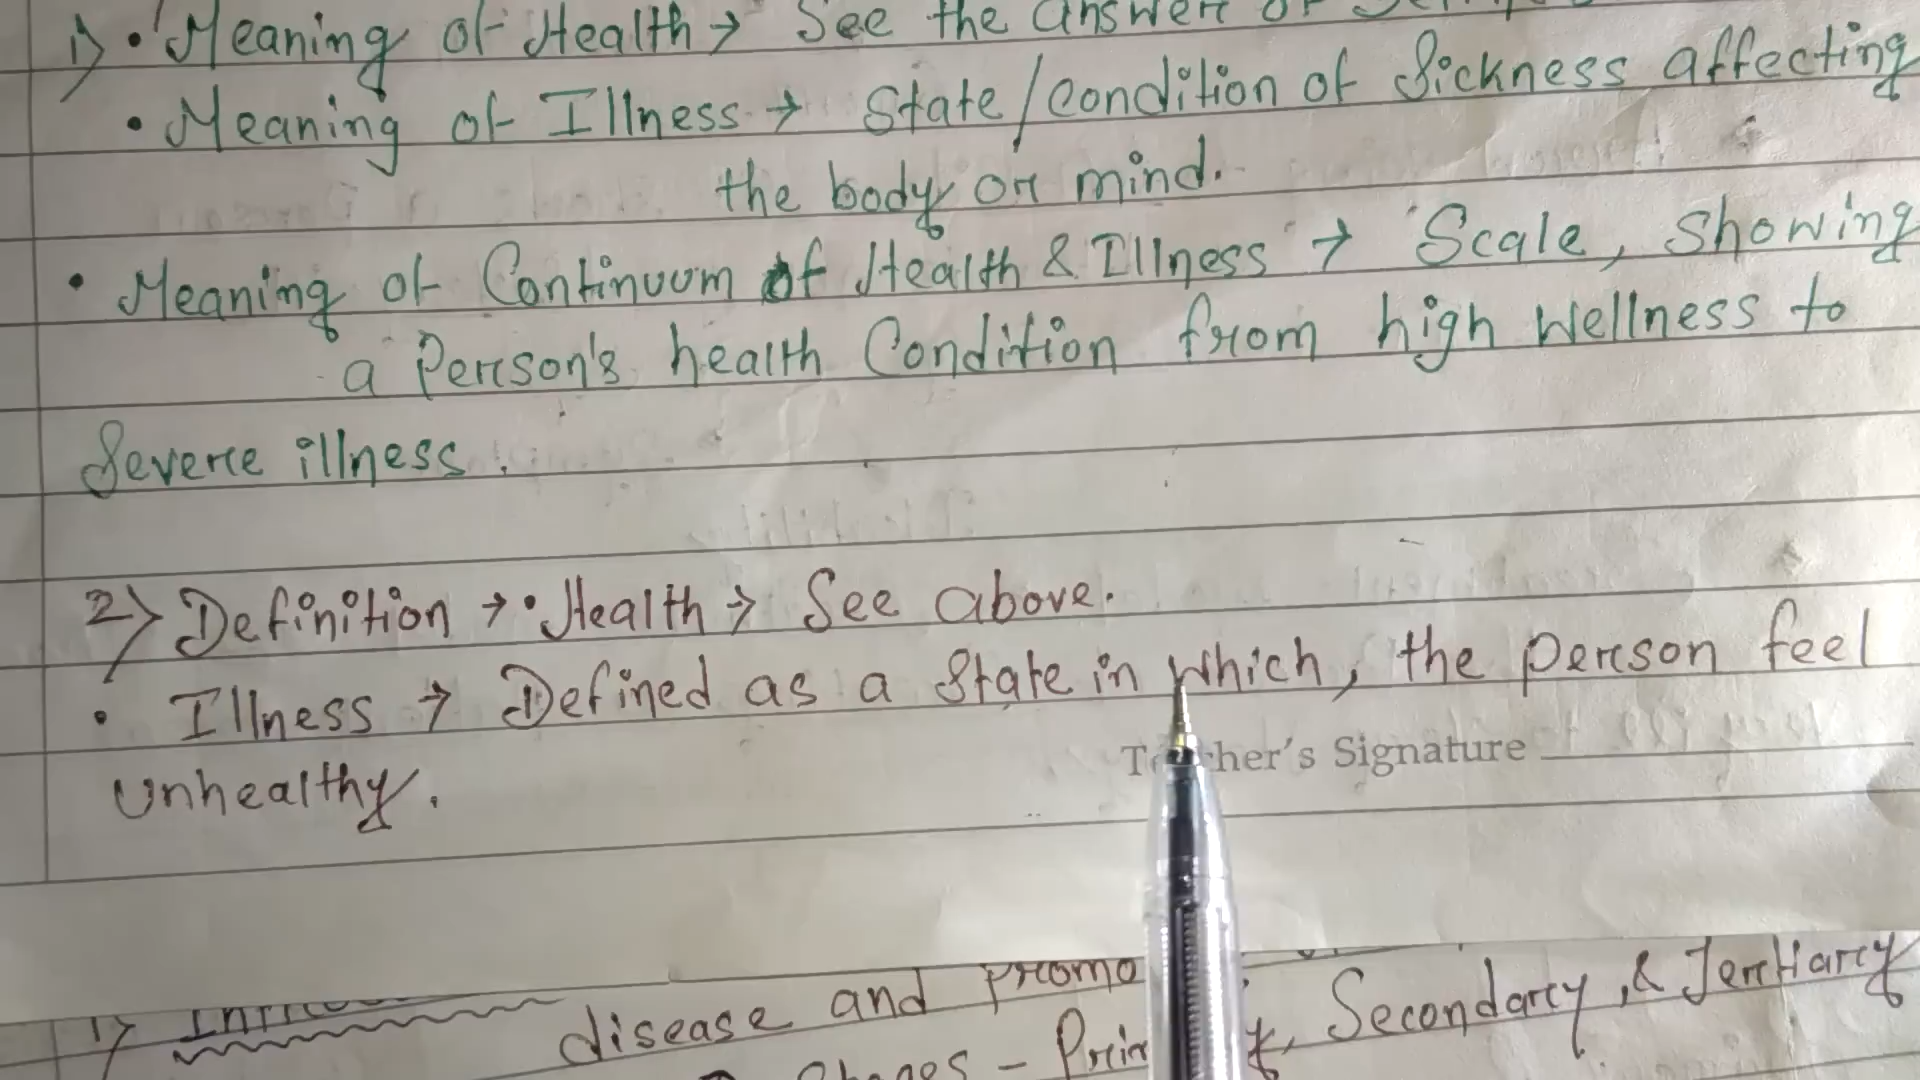 1) • Meaning of Health → See the answer of
• Meaning of Illness → State/condition of Sickness affecting
the body or mind.
• Meaning of Continuum of Health & Illness → Scale, Showing
a Person's health Condition from high Wellness to
Severe illness.
2) Definition → • Health → See above.
• Illness → Defined as a State in which, the person feel
Teacher's Signature
Unhealthy.
1)
disease and promo
, Secondary, & Tertiary